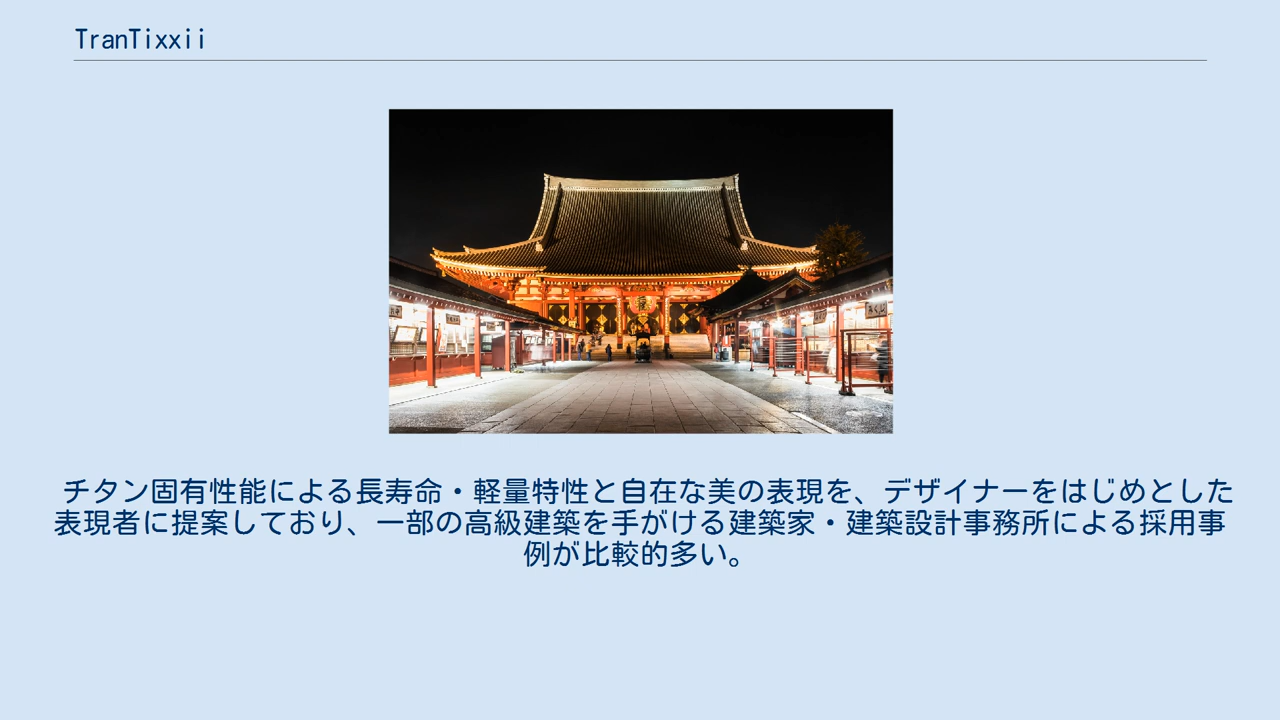 TranTixxii
チタン固有性能による長寿命・軽量特性と自在な美の表現を、デザイナーをはじめとした
表現者に提案しており、一部の高級建築を手がける建築家・建築設計事務所による採用事
例が比較的多い。